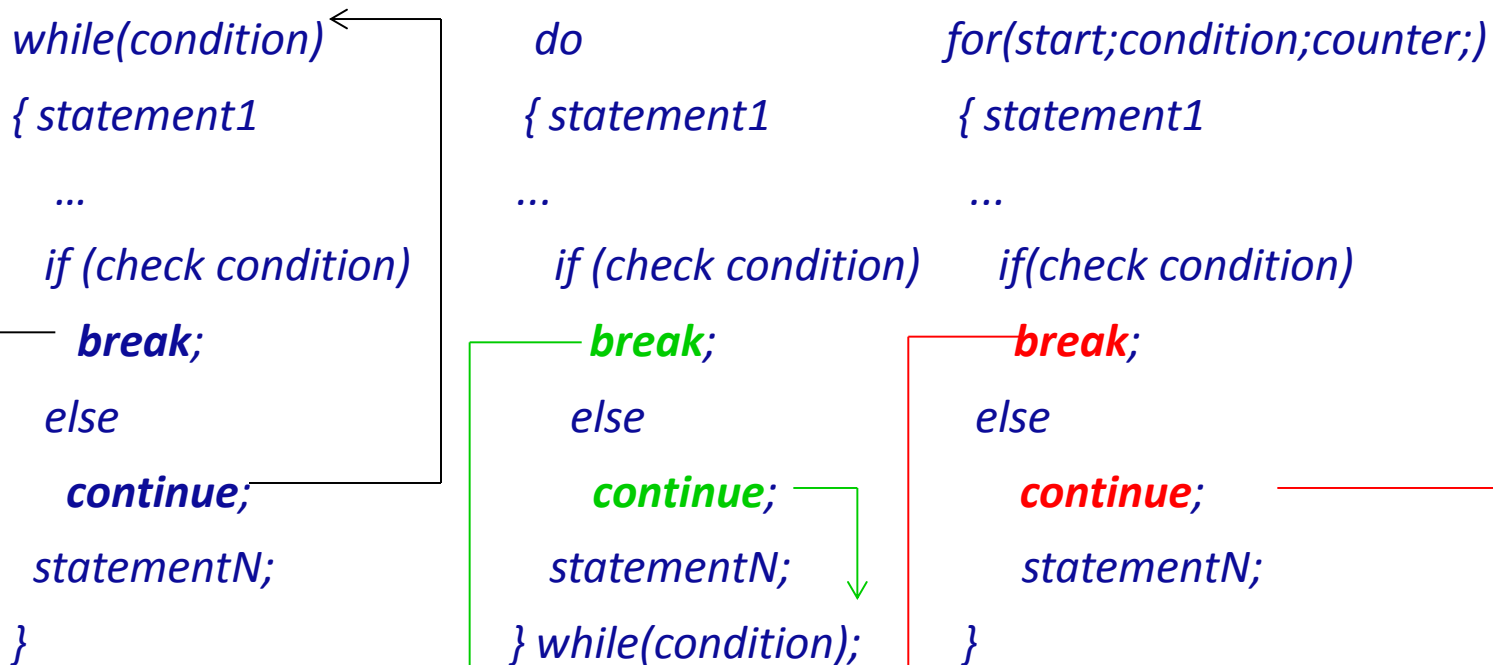 while(condition)
{ statement1
...
if (check condition)
break;
else
continue;
statementN;
}
do
{ statement1
...
if (check condition)
break;
else
continue;
statementN;
} while(condition);
for(start;condition;counter;)
{ statement1
...
if(check condition)
break;
else
continue;
statementN;
}